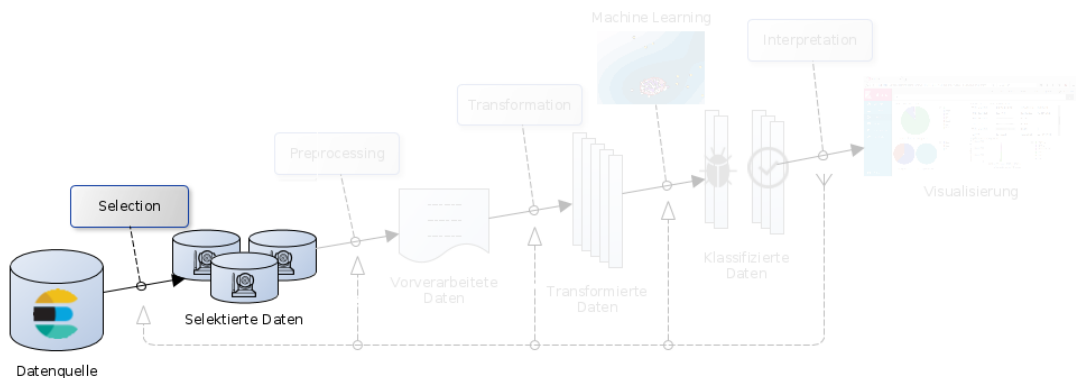 Machine Learning
Interpretation
Transformation
Preprocessing
Selection
Visualisierung
Klassifizierte
Daten
Vorverarbeitete
Daten
Transformierte
Daten
Selektierte Daten
Datenquelle